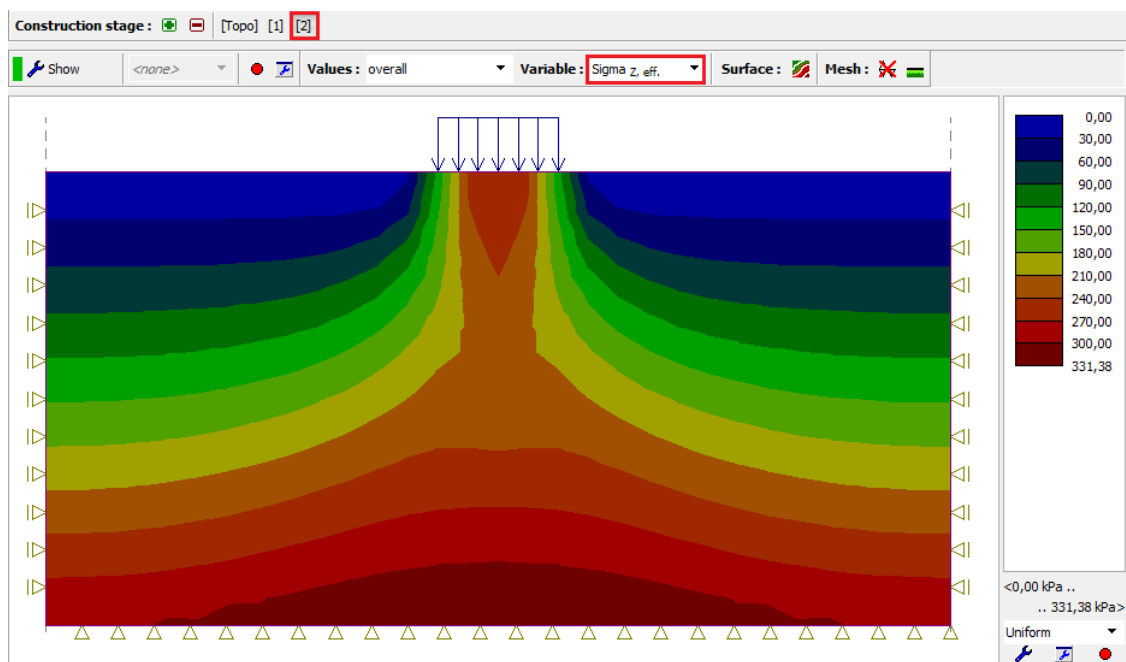 Construction stage : [Topo] [1] [2]
Show <none> Values : overall Variable : Sigma Z, eff. Surface : Mesh :
0,00
30,00
60,00
90,00
120,00
150,00
180,00
210,00
240,00
270,00
300,00
331,38
<0,00 kPa ..
.. 331,38 kPa>
Uniform